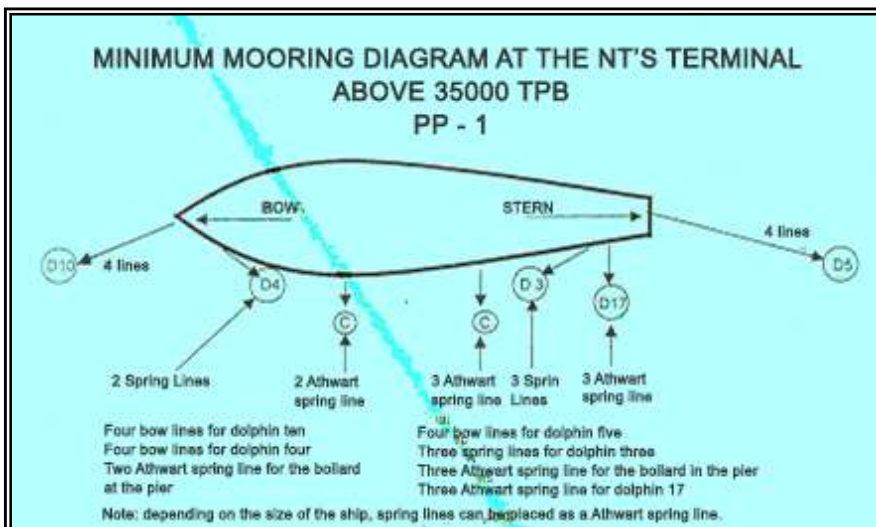 MINIMUM MOORING DIAGRAM AT THE NT'S TERMINAL
ABOVE 35000 TPB
PP - 1
BOW
STERN
4 lines
D10
4 lines
D4
C
C
D 3
D17
D5
2 Spring Lines
2 Athwart
spring line
3 Athwart
spring line
3 Sprin
Lines
3 Athwart
spring line
Four bow lines for dolphin ten
Four bow lines for dolphin four
Two Athwart spring line for the bollard
at the pier
Four bow lines for dolphin five
Three spring lines for dolphin three
Three Athwart spring line for the bollard in the pier
Three Athwart spring line for dolphin 17
Note: depending on the size of the ship, spring lines can be placed as a Athwart spring line.